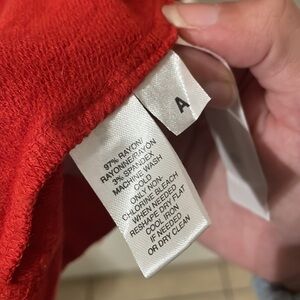 A
97% RAYON/
RAYONNE/RAYON
3% SPANDEX
MACHINE WASH
COLD
ONLY NON-
CHLORINE BLEACH
WHEN NEEDED
RESHAPE DRY FLAT
COOL IRON
IF NEEDED
OR DRY CLEAN